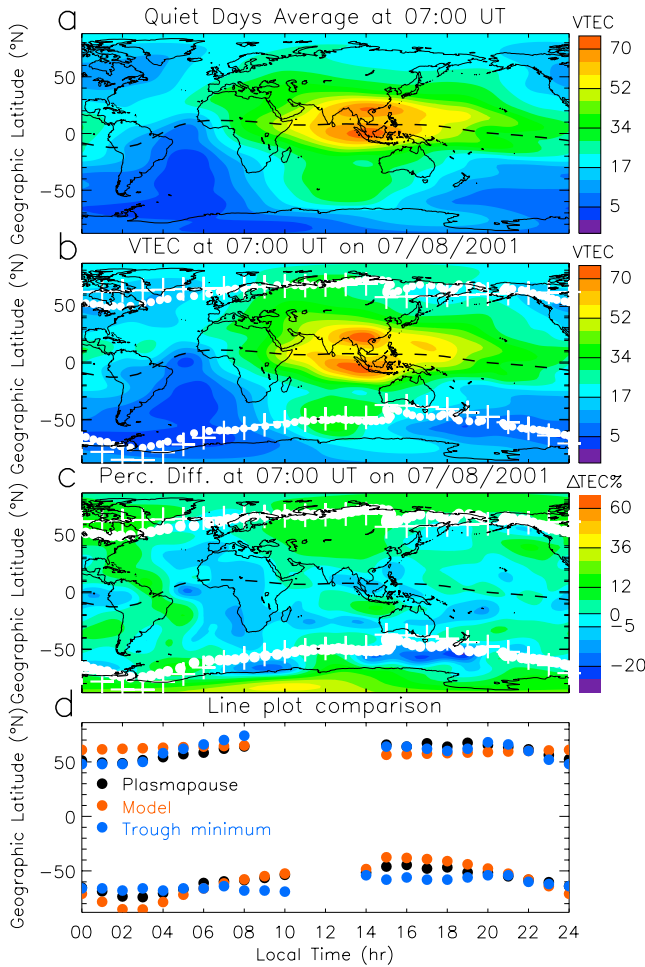 a Quiet Days Average at 07:00 UT VTEC
Geographic Latitude (°N)
50
0
−50
70
52
34
17
5
b VTEC at 07:00 UT on 07/08/2001 VTEC
Geographic Latitude (°N)
50
0
−50
70
52
34
17
5
c Perc. Diff. at 07:00 UT on 07/08/2001 ΔTEC%
Geographic Latitude (°N)
50
0
−50
60
36
12
0
−5
−20
d Line plot comparison
Geographic Latitude (°N)
50
0
−50
Plasmapause
Model
Trough minimum
00 02 04 06 08 10 12 14 16 18 20 22 24
Local Time (hr)